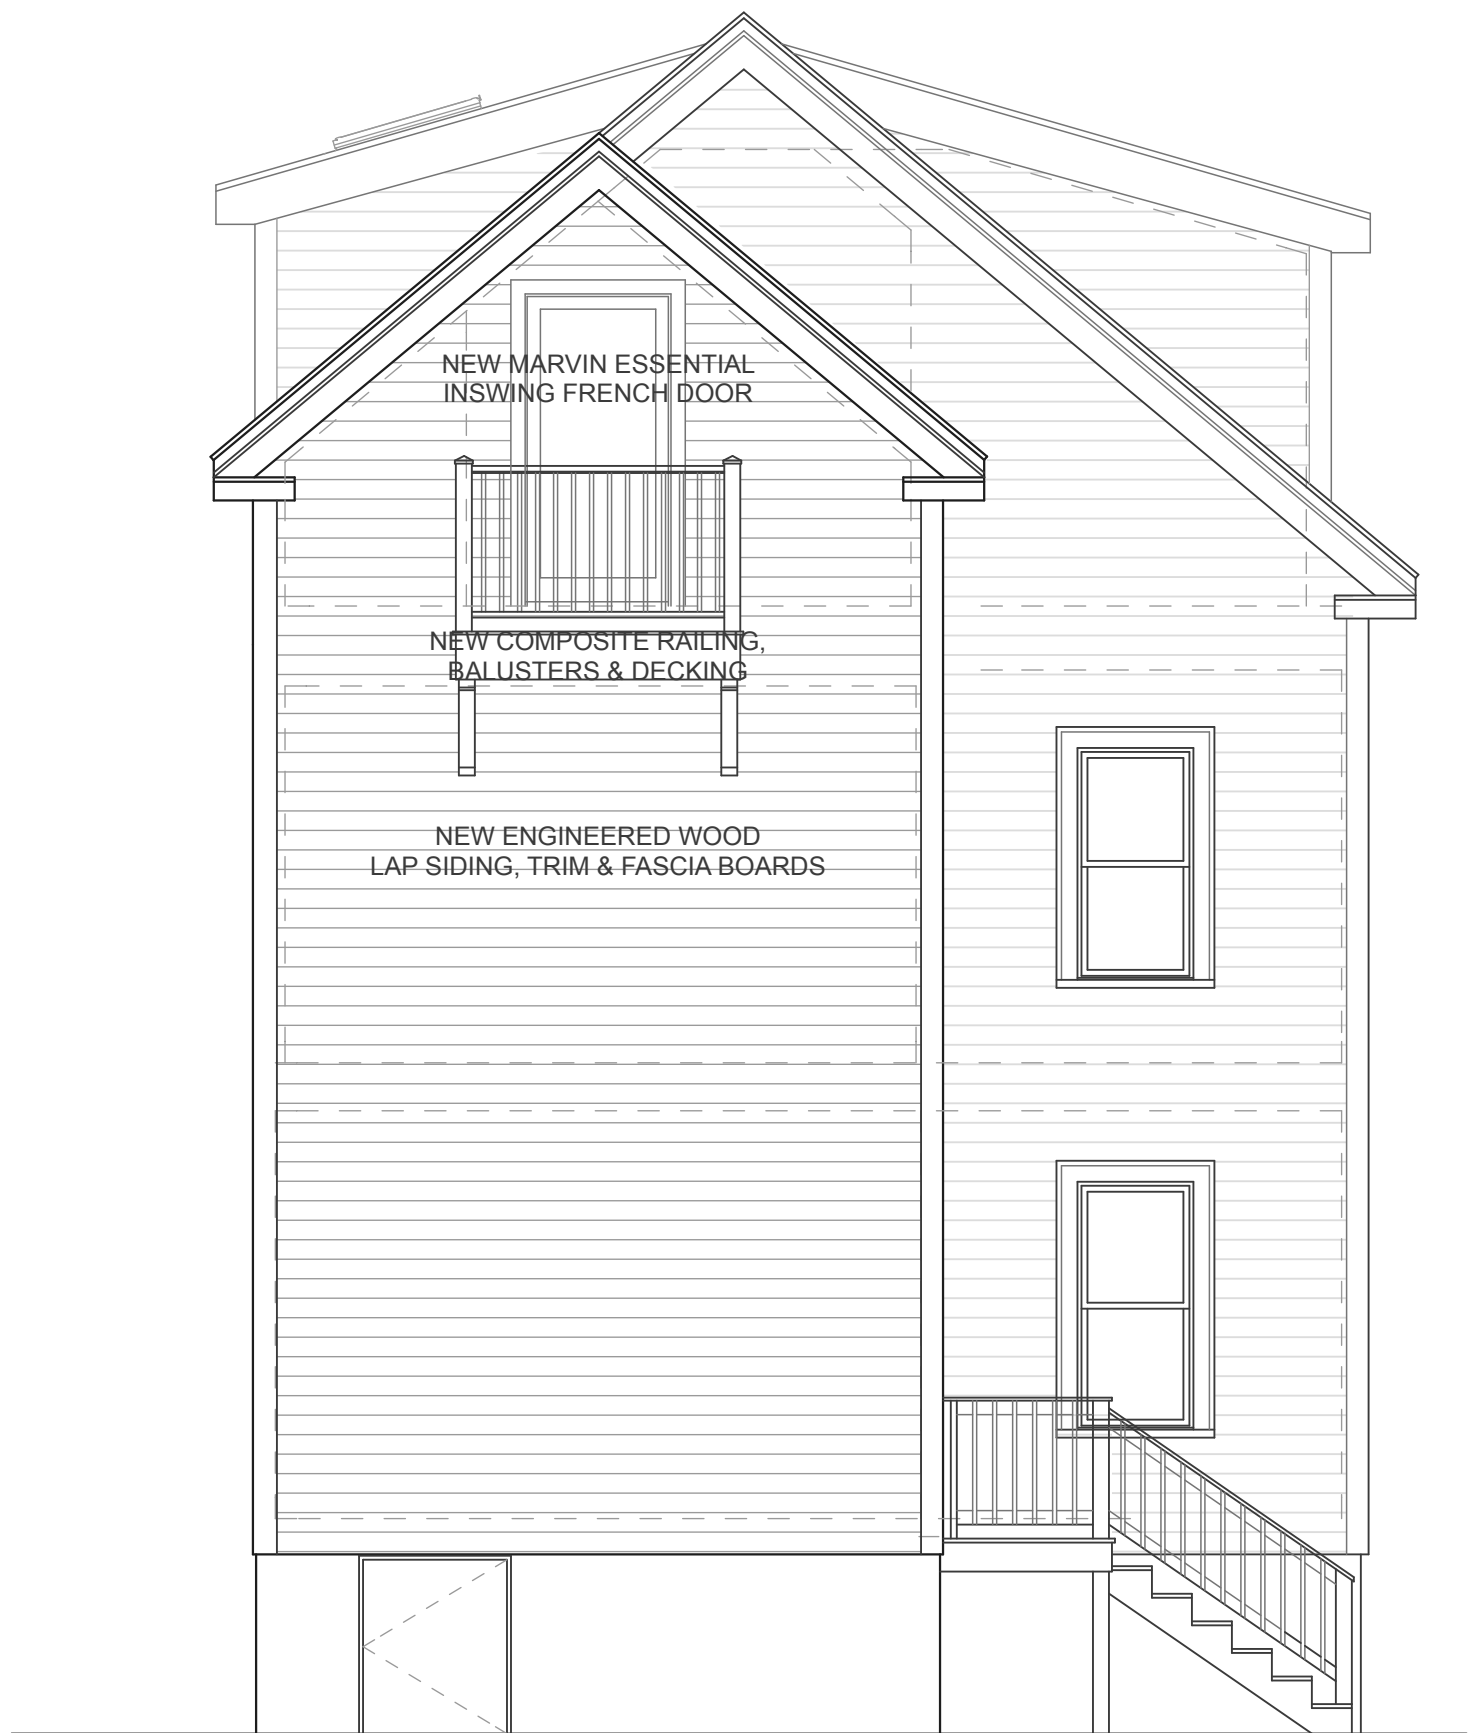 NEW MARVIN ESSENTIAL
INSWING FRENCH DOOR
NEW COMPOSITE RAILING,
BALUSTERS & DECKING
NEW ENGINEERED WOOD
LAP SIDING, TRIM & FASCIA BOARDS